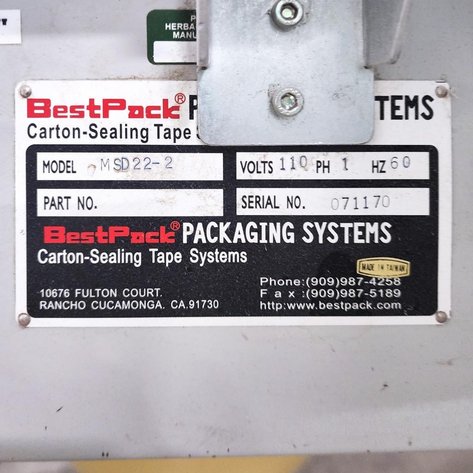 HERBA
MANU
BestPack® P TEMS
Carton-Sealing Tape S
MODEL MSD22-2 VOLTS 110 PH 1 HZ 60
PART NO. SERIAL NO. 071170
BestPack® PACKAGING SYSTEMS
Carton-Sealing Tape Systems
MADE IN TAIWAN
10676 FULTON COURT.
RANCHO CUCAMONGA. CA.91730
Phone:(909)987-4258
Fax:(909)987-5189
http:www.bestpack.com